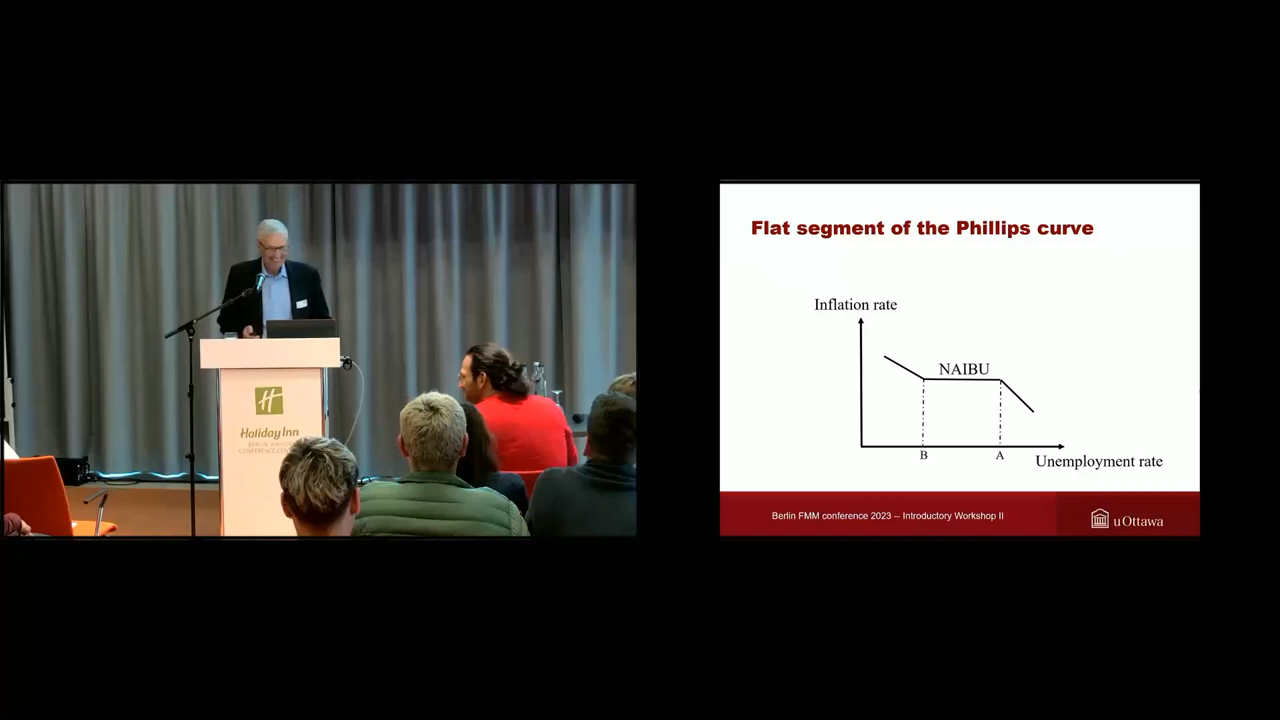 H
Holiday Inn
CONFERENCE
Flat segment of the Phillips curve
Inflation rate
NAIBU
B
A
Unemployment rate
Berlin FMM conference 2023 -- Introductory Workshop II
uOttawa